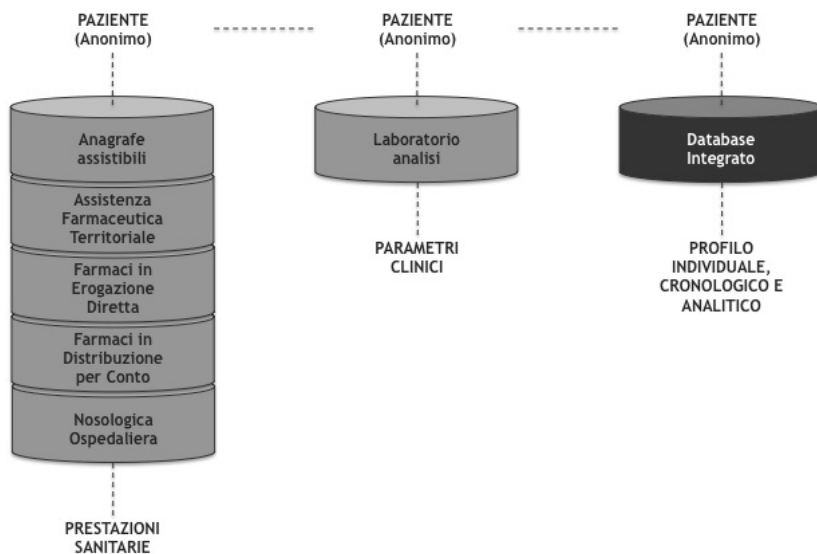 PAZIENTE
(Anonimo)
Anagrafe
assistibili
Assistenza
Farmaceutica
Territoriale
Farmaci in
Erogazione
Diretta
Farmaci in
Distribuzione
per Conto
Nosologica
Ospedaliera
PRESTAZIONI
SANITARIE
PAZIENTE
(Anonimo)
Laboratorio
analisi
PARAMETRI
CLINICI
PAZIENTE
(Anonimo)
Database
Integrato
PROFILO
INDIVIDUALE,
CRONOLOGICO E
ANALITICO